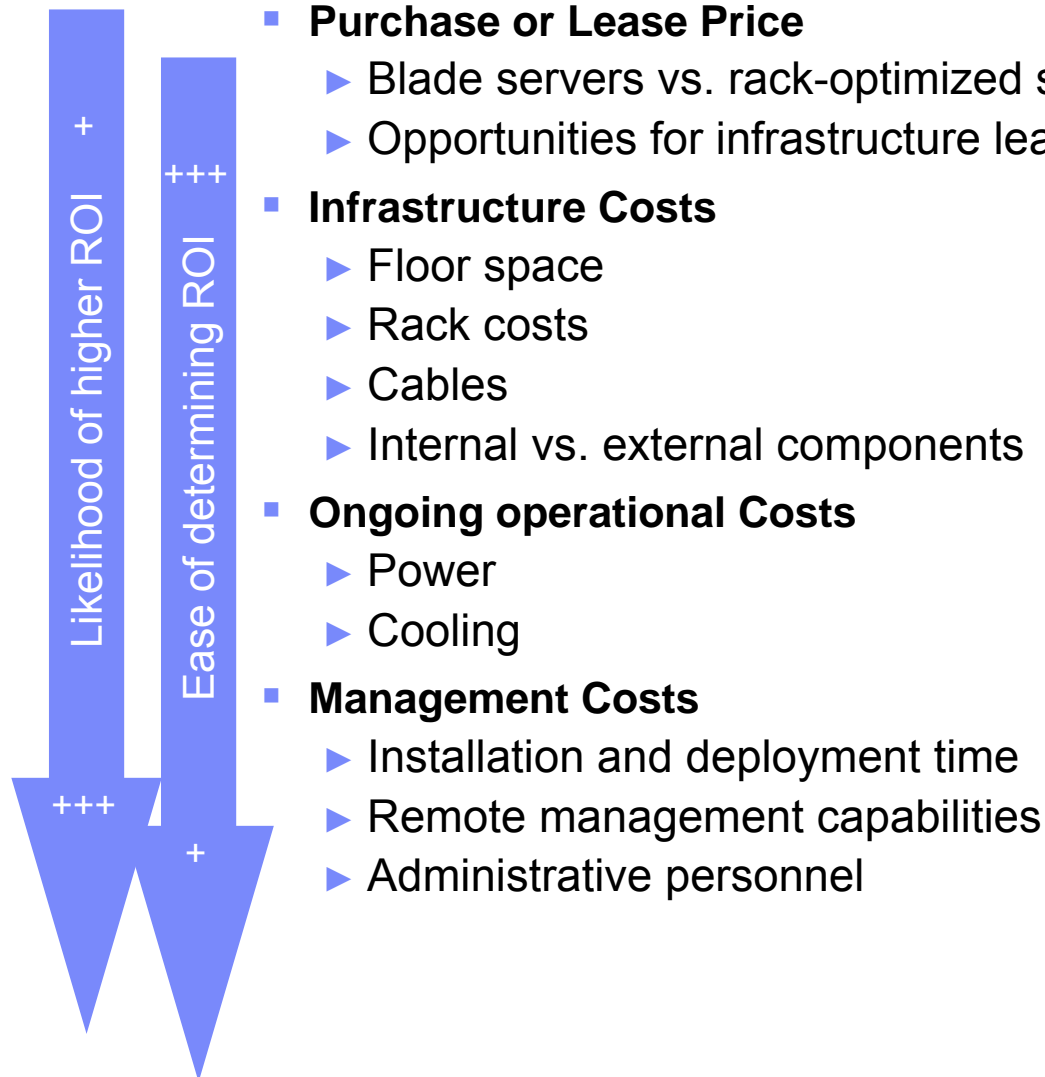 Purchase or Lease Price
Blade servers vs. rack-optimized
Opportunities for infrastructure
Infrastructure Costs
Floor space
Rack costs
Cables
Internal vs. external components
Ongoing operational Costs
Power
Cooling
Management Costs
Installation and deployment time
Remote management capabilities
Administrative personnel
+
Likelihood of higher ROI
+++
+++
Ease of determining ROI
+